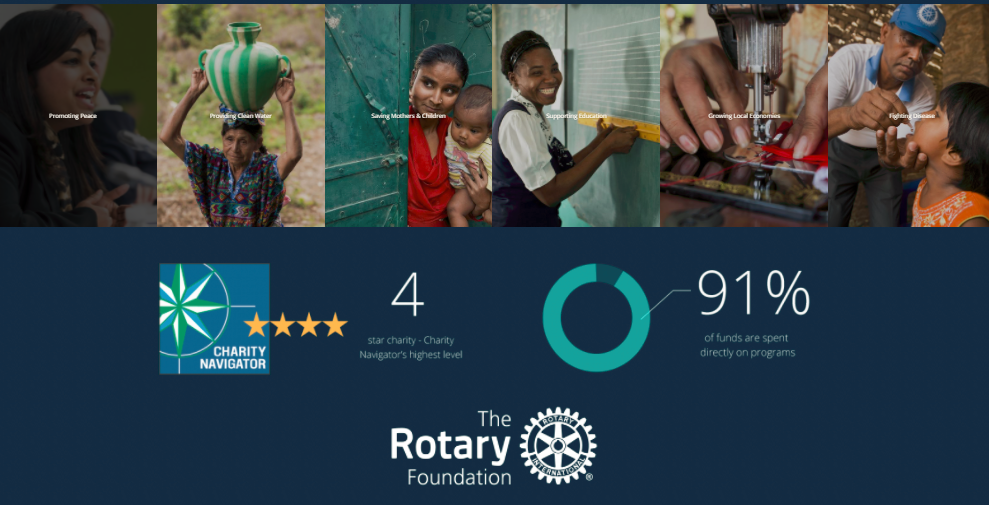 Promoting Peace
Providing Clean Water
Saving Mothers & Children
Supporting Education
Growing Local Economies
Fighting Disease
CHARITY
NAVIGATOR
4
star charity - Charity
Navigator's highest level
91%
of funds are spent
directly on programs
The
Rotary
Foundation
ROTARY
INTERNATIONAL
®